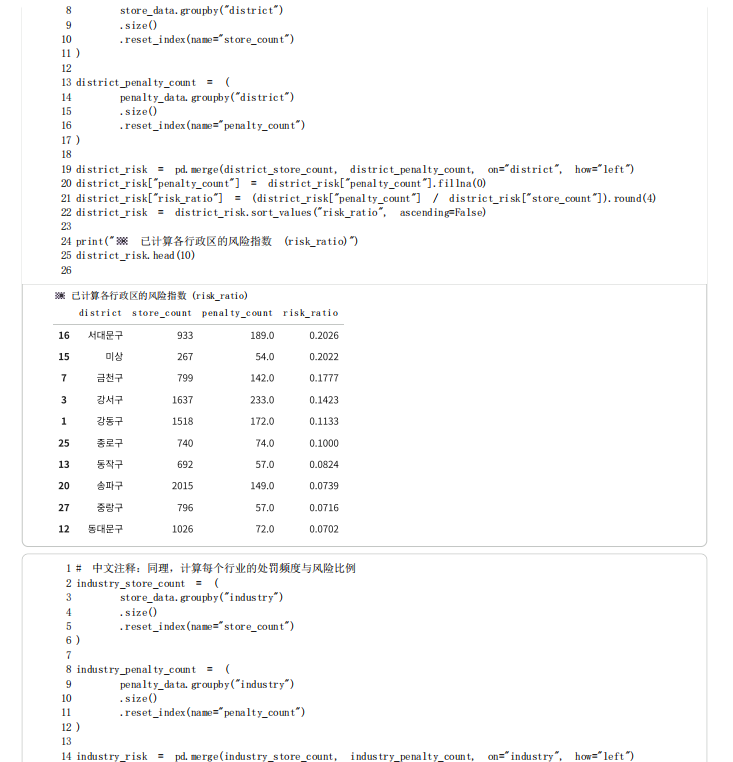 8 store_data.groupby("district")
9 .size()
10 .reset_index(name="store_count")
11 )
12
13 district_penalty_count = (
14 penalty_data.groupby("district")
15 .size()
16 .reset_index(name="penalty_count")
17 )
18
19 district_risk = pd.merge(district_store_count, district_penalty_count, on="district", how="left")
20 district_risk["penalty_count"] = district_risk["penalty_count"].fillna(0)
21 district_risk["risk_ratio"] = (district_risk["penalty_count"] / district_risk["store_count"]).round(4)
22 district_risk = district_risk.sort_values("risk_ratio", ascending=False)
23
24 print(" 已计算各行政区的风险指数 (risk_ratio)")
25 district_risk.head(10)
26
已计算各行政区的风险指数 (risk_ratio)
district store_count penalty_count risk_ratio
16 서대문구 933 189.0 0.2026
15 미상 267 54.0 0.2022
7 금천구 799 142.0 0.1777
3 강서구 1637 233.0 0.1423
1 강동구 1518 172.0 0.1133
25 종로구 740 74.0 0.1000
13 동작구 692 57.0 0.0824
20 송파구 2015 149.0 0.0739
27 중랑구 796 57.0 0.0716
12 동대문구 1026 72.0 0.0702
1 # 中文注释：同理，计算每个行业的处罚频度与风险比例
2 industry_store_count = (
3 store_data.groupby("industry")
4 .size()
5 .reset_index(name="store_count")
6 )
7
8 industry_penalty_count = (
9 penalty_data.groupby("industry")
10 .size()
11 .reset_index(name="penalty_count")
12 )
13
14 industry_risk = pd.merge(industry_store_count, industry_penalty_count, on="industry", how="left")